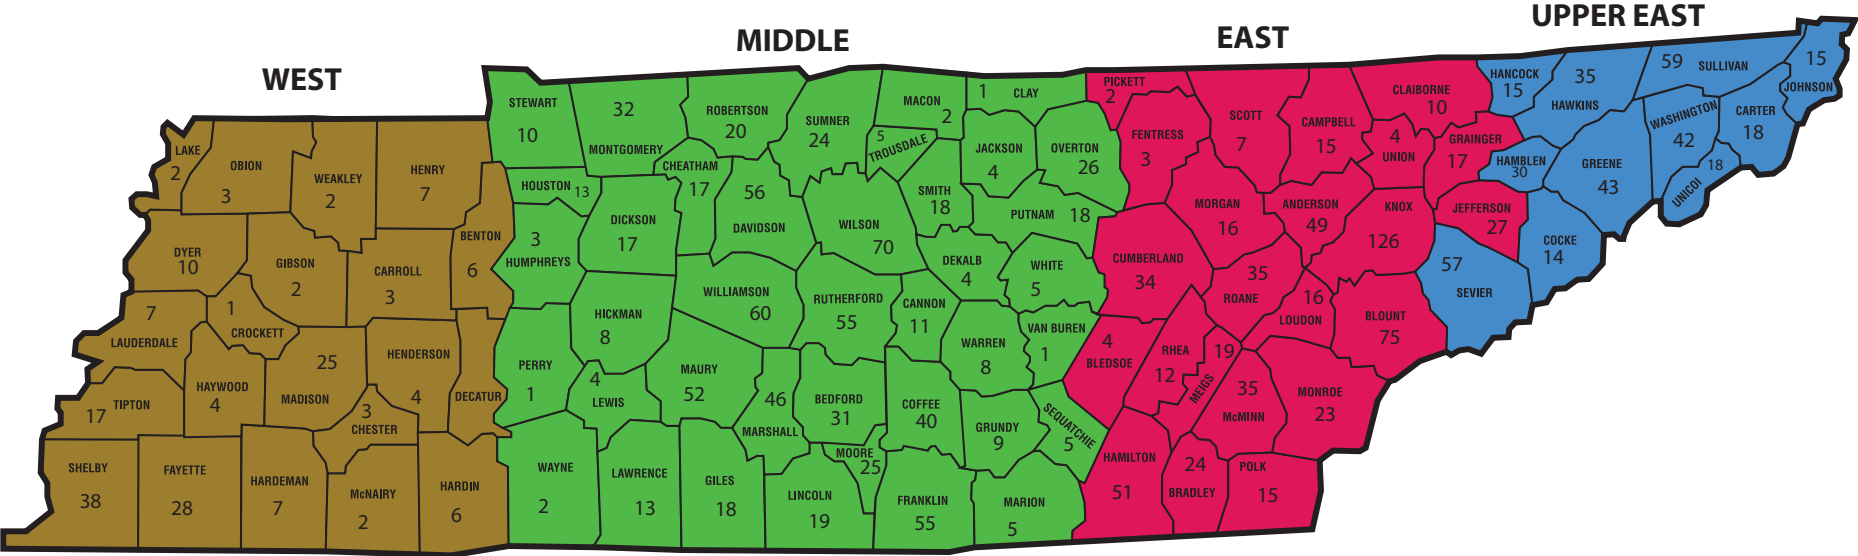 WEST
MIDDLE
EAST
UPPER EAST
LAKE
2
OBION
3
WEAKLEY
2
HENRY
7
BENTON
6
DYER
10
GIBSON
2
CARROLL
3
LAUDERDALE
7
CROCKETT
1
HAYWOOD
4
MADISON
25
HENDERSON
4
DECATUR
CHESTER
3
TIPTON
17
SHELBY
38
FAYETTE
28
HARDEMAN
7
McNAIRY
2
HARDIN
6
STEWART
10
MONTGOMERY
32
ROBERTSON
20
SUMNER
24
MACON
2
TROUSDALE
5
CLAY
1
JACKSON
4
OVERTON
26
HOUSTON
13
CHEATHAM
17
DAVIDSON
56
WILSON
70
SMITH
18
PUTNAM
18
HUMPHREYS
3
DICKSON
17
WILLIAMSON
60
RUTHERFORD
55
CANNON
11
DEKALB
4
WHITE
5
HICKMAN
8
PERRY
1
LEWIS
4
MAURY
52
MARSHALL
46
BEDFORD
31
COFFEE
40
WARREN
8
VAN BUREN
1
GRUNDY
9
SEQUATCHIE
5
WAYNE
2
LAWRENCE
13
GILES
18
LINCOLN
19
MOORE
25
FRANKLIN
55
MARION
5
PICKETT
2
FENTRESS
3
SCOTT
7
CAMPBELL
15
CLAIBORNE
10
UNION
4
GRAINGER
17
MORGAN
16
ANDERSON
49
KNOX
126
JEFFERSON
27
CUMBERLAND
34
ROANE
35
LOUDON
16
BLOUNT
75
BLEDSOE
4
RHEA
12
MEIGS
19
McMINN
35
MONROE
23
HAMILTON
51
BRADLEY
24
POLK
15
HANCOCK
15
HAWKINS
35
SULLIVAN
59
JOHNSON
15
WASHINGTON
42
CARTER
18
UNICOI
18
HAMBLEN
30
GREENE
43
COCKE
14
SEVIER
57